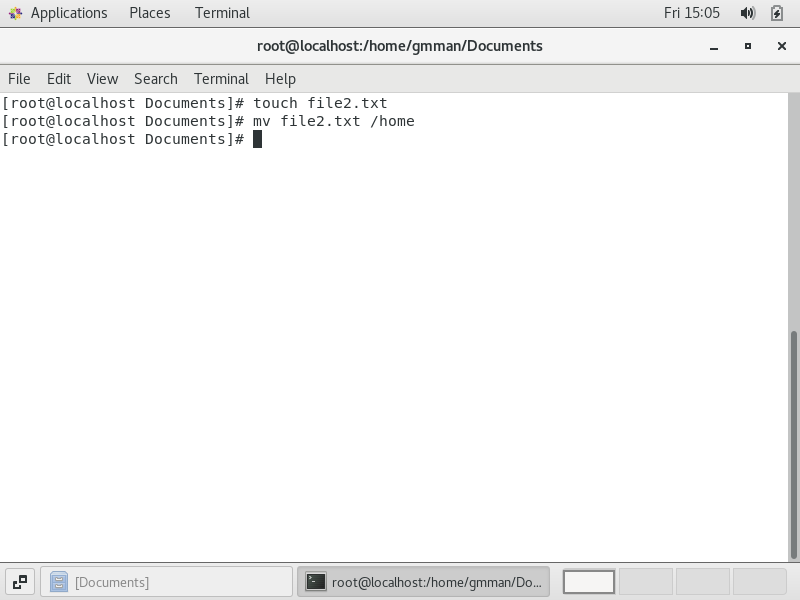 Applications Places Terminal Fri 15:05
root@localhost:/home/gmman/Documents
File Edit View Search Terminal Help
[root@localhost Documents]# touch file2.txt
[root@localhost Documents]# mv file2.txt /home
[root@localhost Documents]#
[Documents] root@localhost:/home/gmman/Do...